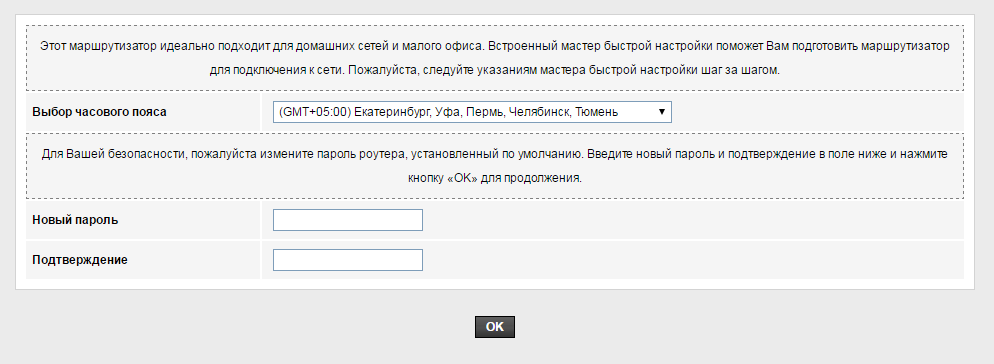 Этот маршрутизатор идеально подходит для домашних сетей и малого офиса. Встроенный мастер быстрой настройки поможет Вам подготовить маршрутизатор
для подключения к сети. Пожалуйста, следуйте указаниям мастера быстрой настройки шаг за шагом.
Выбор часового пояса
(GMT+05:00) Екатеринбург, Уфа, Пермь, Челябинск, Тюмень
Для Вашей безопасности, пожалуйста измените пароль роутера, установленный по умолчанию. Введите новый пароль и подтверждение в поле ниже и нажмите
кнопку «OK» для продолжения.
Новый пароль
Подтверждение
OK